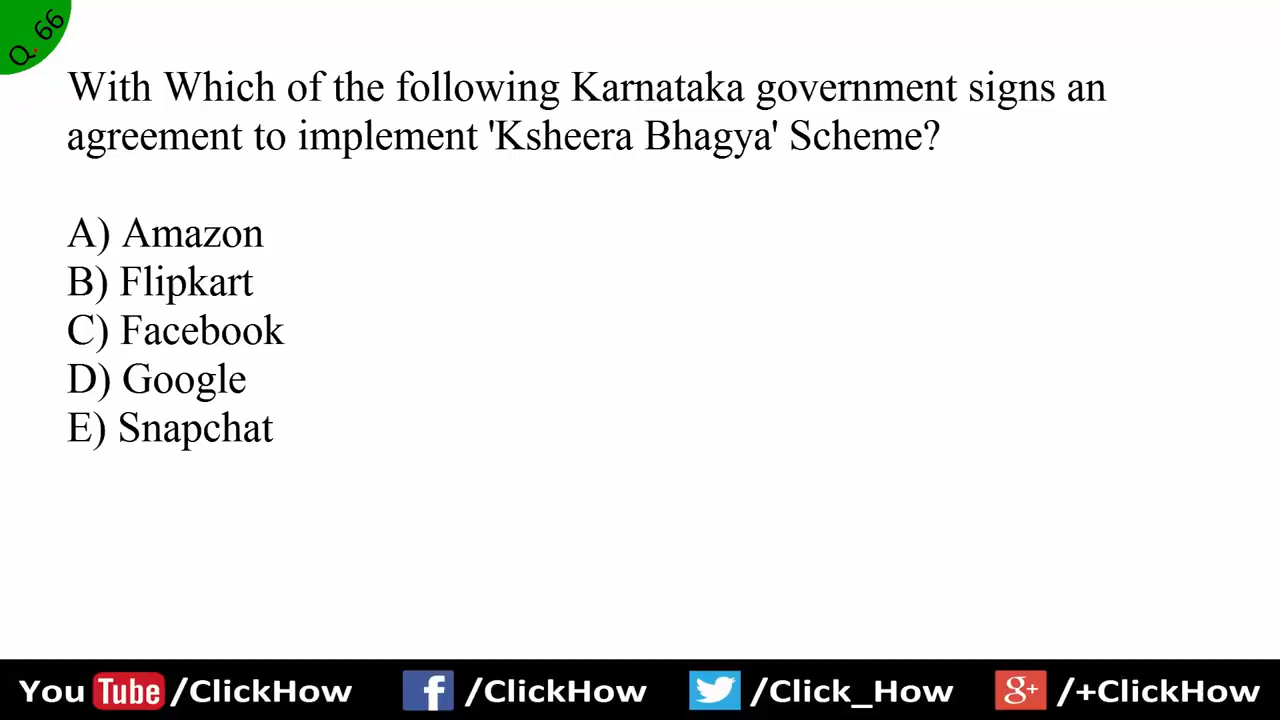 Q. 66
With Which of the following Karnataka government signs an
agreement to implement 'Ksheera Bhagya' Scheme?
A) Amazon
B) Flipkart
C) Facebook
D) Google
E) Snapchat
You Tube /ClickHow f /ClickHow /Click_How g+ /+ClickHow